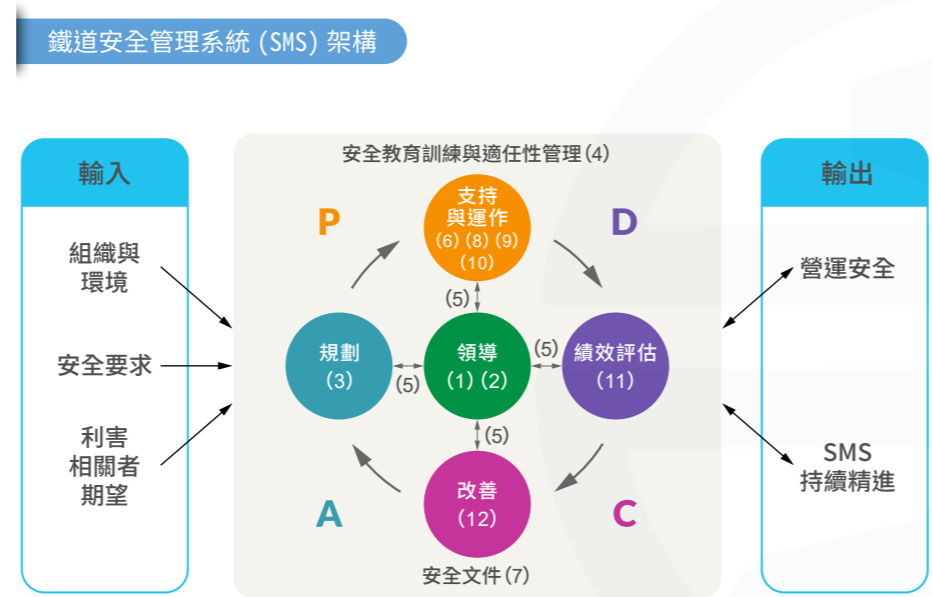 鐵道安全管理系統 (SMS) 架構
輸入
組織與
環境
安全要求
利害
相關者
期望
安全教育訓練與適任性管理(4)
P
支持
與運作
(6)(8)(9)
(10)
D
(5)
規劃
(3)
(5)
領導
(1)(2)
(5)
績效評估
(11)
(5)
A
改善
(12)
C
安全文件(7)
輸出
營運安全
SMS
持續精進